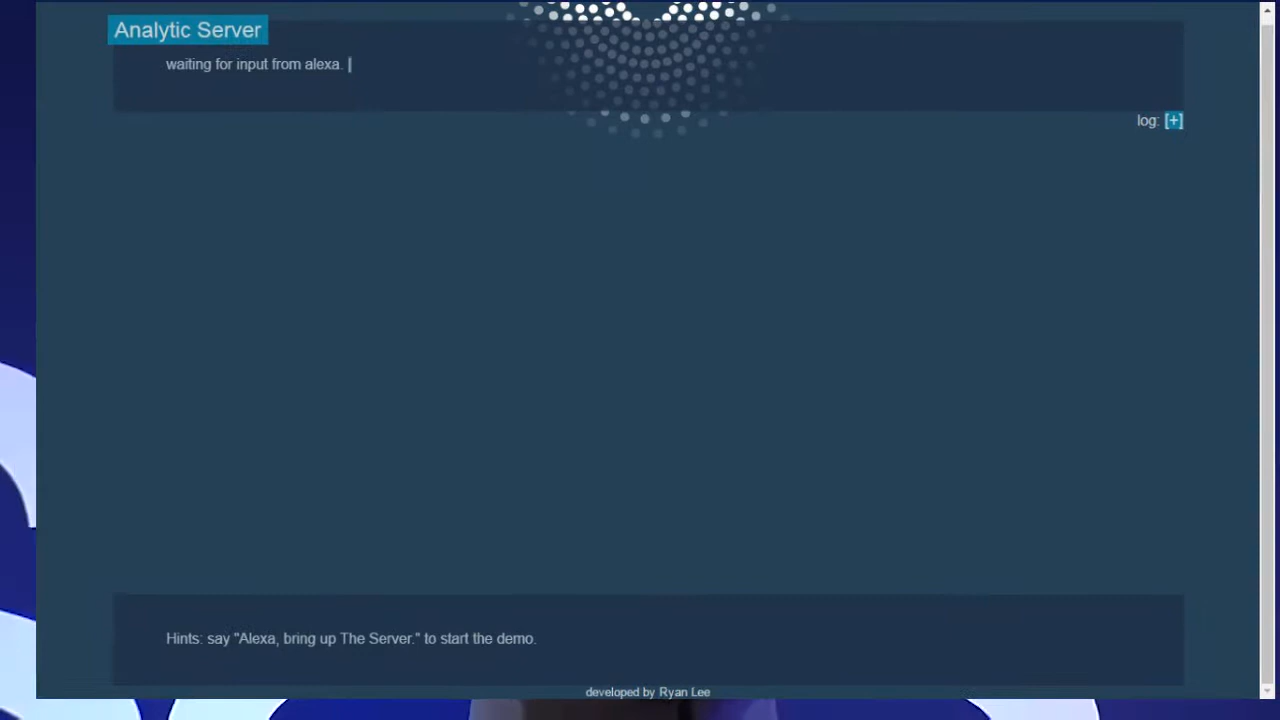 Analytic Server
waiting for input from alexa. |
log: [+]
Hints: say "Alexa, bring up The Server." to start the demo.
developed by Ryan Lee